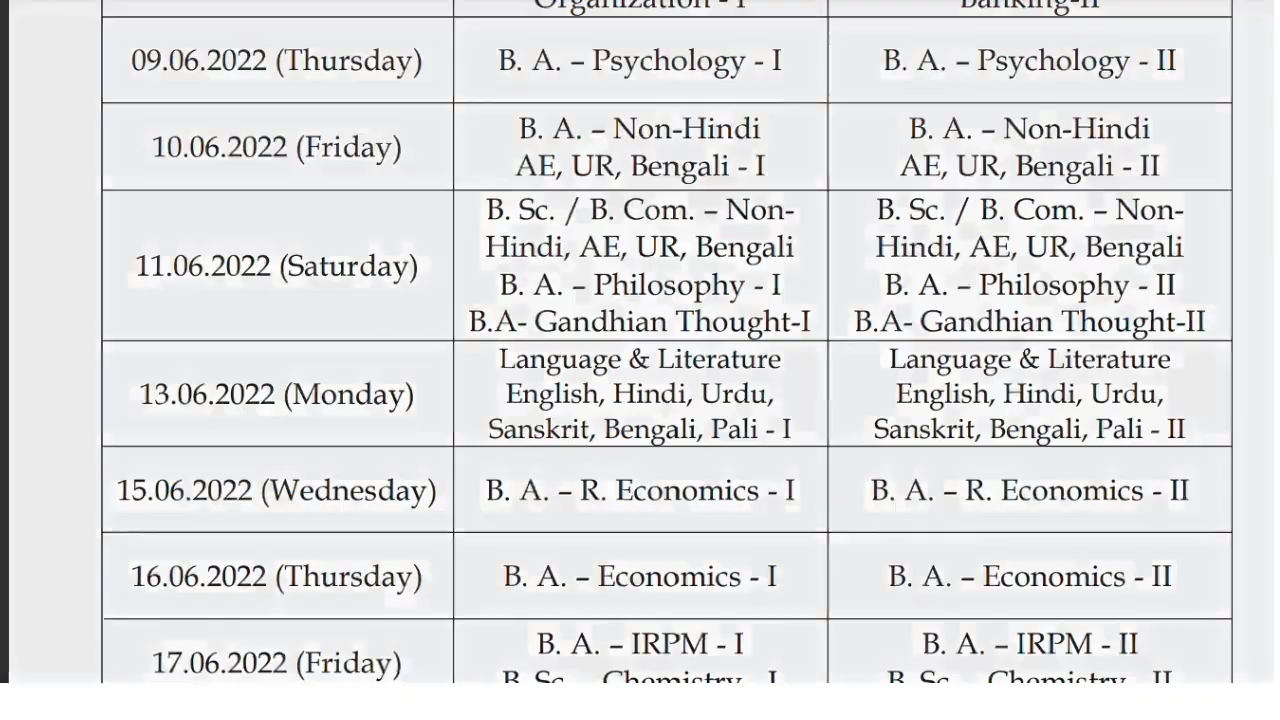 Organization - I
Banking-II
09.06.2022 (Thursday)
B. A. – Psychology - I
B. A. – Psychology - II
10.06.2022 (Friday)
B. A. – Non-Hindi
AE, UR, Bengali - I
B. A. – Non-Hindi
AE, UR, Bengali - II
11.06.2022 (Saturday)
B. Sc. / B. Com. – Non-
Hindi, AE, UR, Bengali
B. A. – Philosophy - I
B.A- Gandhian Thought-I
B. Sc. / B. Com. – Non-
Hindi, AE, UR, Bengali
B. A. – Philosophy - II
B.A- Gandhian Thought-II
13.06.2022 (Monday)
Language & Literature
English, Hindi, Urdu,
Sanskrit, Bengali, Pali - I
Language & Literature
English, Hindi, Urdu,
Sanskrit, Bengali, Pali - II
15.06.2022 (Wednesday)
B. A. – R. Economics - I
B. A. – R. Economics - II
16.06.2022 (Thursday)
B. A. – Economics - I
B. A. – Economics - II
17.06.2022 (Friday)
B. A. – IRPM - I
B. Sc. – Chemistry - I
B. A. – IRPM - II
B. Sc. – Chemistry - II